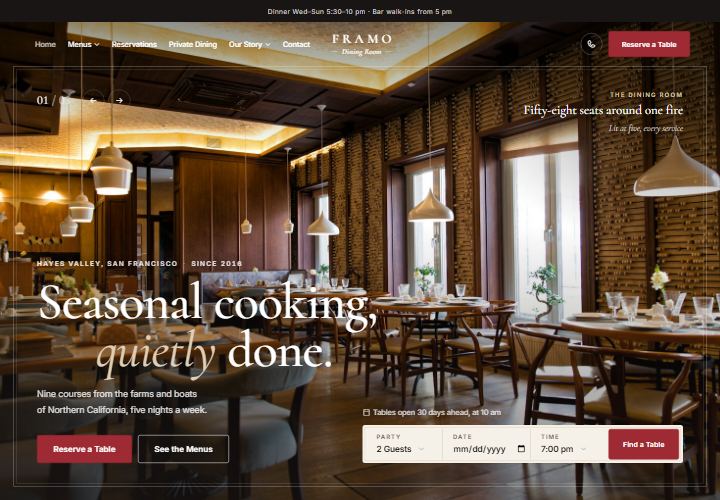 Dinner Wed–Sun 5:30–10 pm · Bar walk-ins from 5 pm
Home Menus Reservations Private Dining Our Story Contact
FRAMO
Dining Room
Reserve a Table
01 /
THE DINING ROOM
Fifty-eight seats around one fire
Lit at five, every service
HAYES VALLEY, SAN FRANCISCO · SINCE 2016
Seasonal cooking,
quietly done.
Nine courses from the farms and boats
of Northern California, five nights a week.
Reserve a Table
See the Menus
Tables open 30 days ahead, at 10 am
PARTY
2 Guests
DATE
mm/dd/yyyy
TIME
7:00 pm
Find a Table